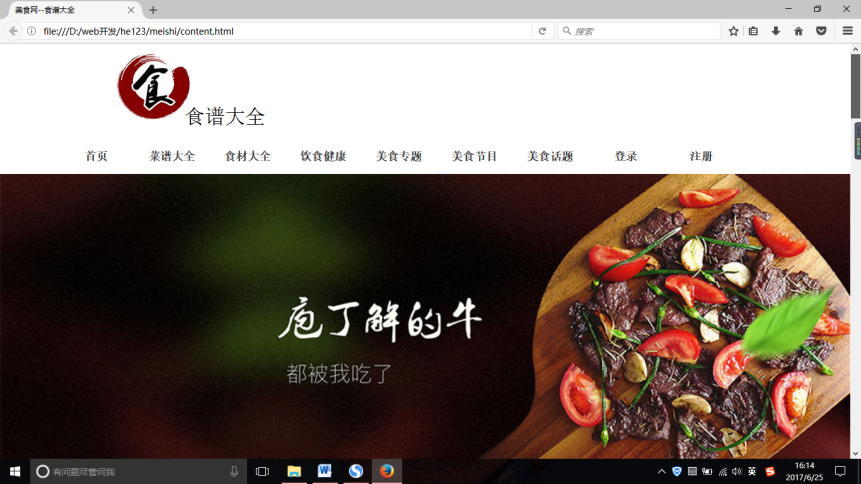 美食网--食谱大全
file:///D:/web开发/he123/meishi/content.html
搜索
食
食谱大全
首页 菜谱大全 食材大全 饮食健康 美食专题 美食节目 美食话题 登录 注册
庖丁解的牛
都被我吃了
有问题尽管问我
英
16:14
2017/6/25